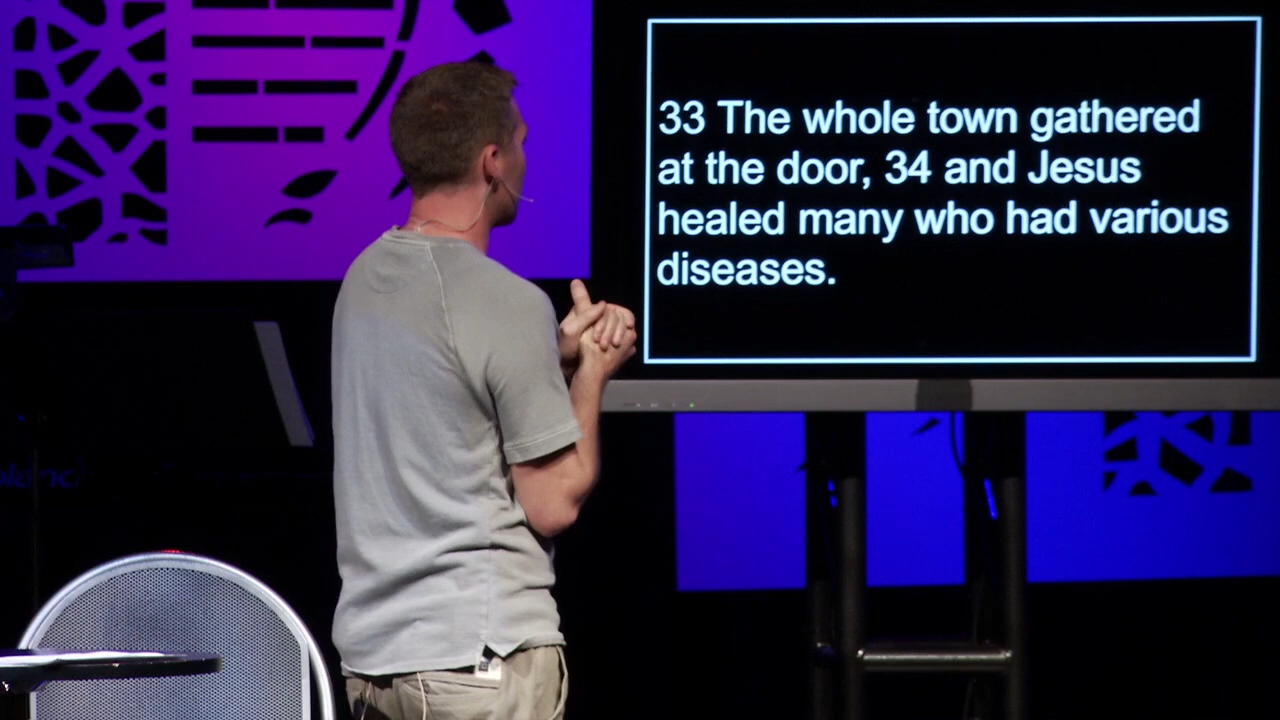 33 The whole town gathered
at the door, 34 and Jesus
healed many who had various
diseases.